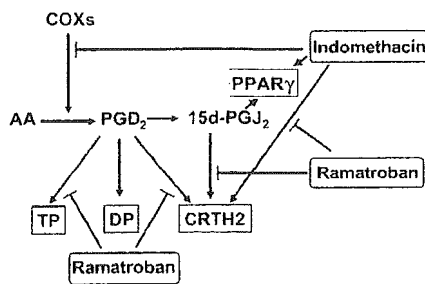 COXs
Indomethacin
PPARγ
AA
PGD₂
15d-PGJ₂
Ramatroban
TP
DP
CRTH2
Ramatroban